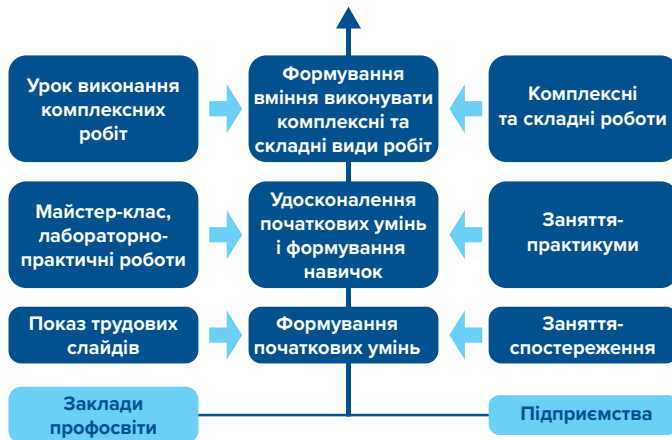 Урок виконання
комплексних
робіт
Формування
вміння виконувати
комплексні та
складні види робіт
Комплексні
та складні роботи
Майстер-клас,
лабораторно-
практичні роботи
Удосконалення
початкових умінь
і формування
навичок
Заняття-
практикуми
Показ трудових
слайдів
Формування
початкових умінь
Заняття-
спостереження
Заклади
профосвіти
Підприємства